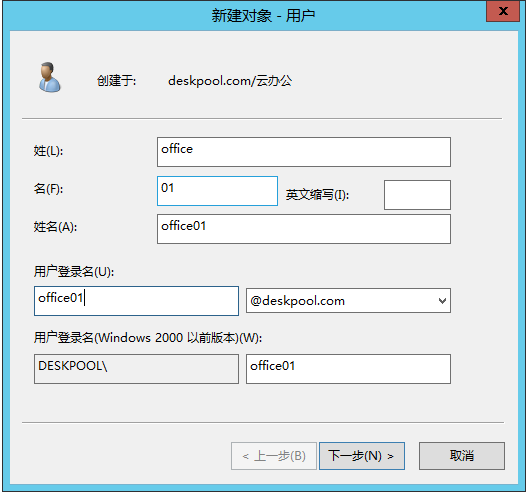 新建对象 - 用户
x
创建于: deskpool.com/云办公
姓(L): office
名(F): 01 英文缩写(I):
姓名(A): office01
用户登录名(U):
office01 @deskpool.com
用户登录名(Windows 2000 以前版本)(W):
DESKPOOL\ office01
< 上一步(B) 下一步(N) > 取消